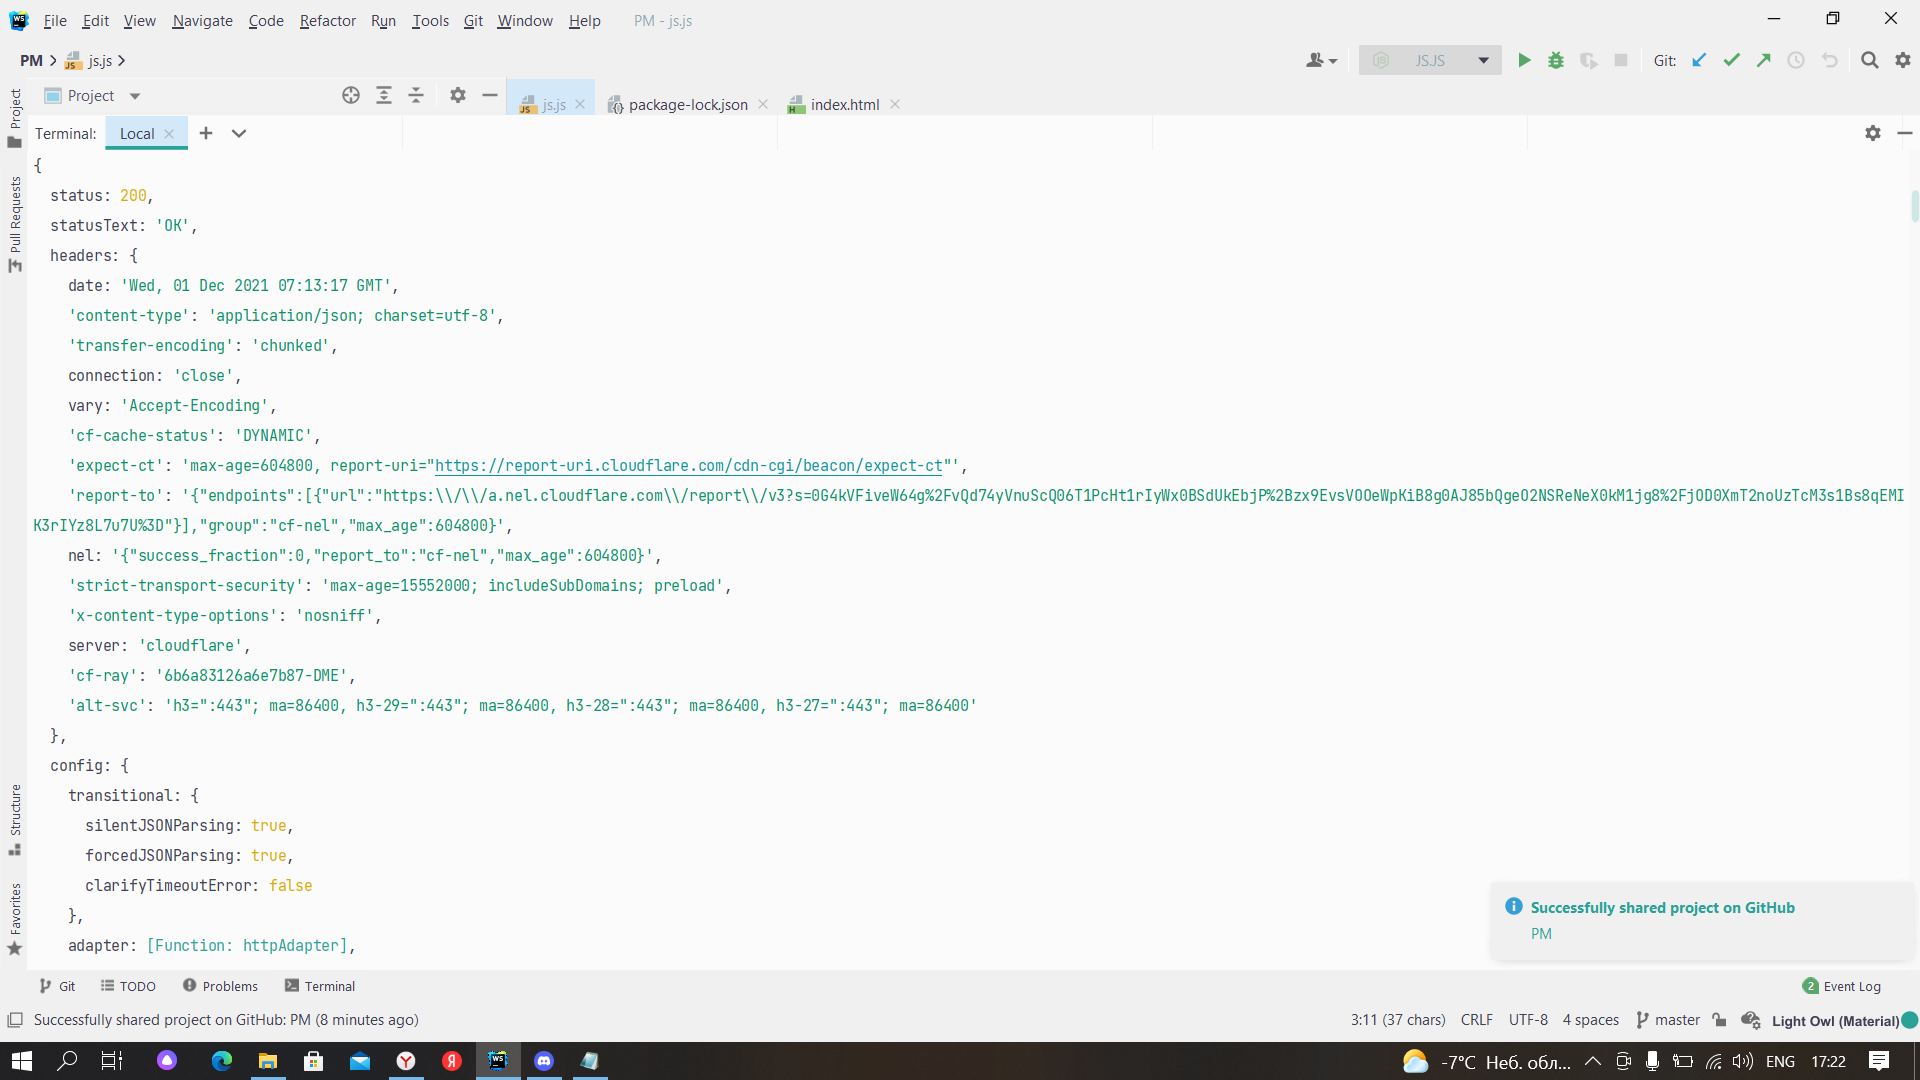 File Edit View Navigate Code Refactor Run Tools Git Window Help PM - js.js
PM js.js JS.JS Git:
Project js.js package-lock.json index.html
Terminal: Local
Project
Pull Requests
Structure
Favorites
{
status: 200,
statusText: 'OK',
headers: {
date: 'Wed, 01 Dec 2021 07:13:17 GMT',
'content-type': 'application/json; charset=utf-8',
'transfer-encoding': 'chunked',
connection: 'close',
vary: 'Accept-Encoding',
'cf-cache-status': 'DYNAMIC',
'expect-ct': 'max-age=604800, report-uri="https://report-uri.cloudflare.com/cdn-cgi/beacon/expect-ct"',
'report-to': '{"endpoints":[{"url":"https:\\/\\/a.nel.cloudflare.com\\/report\\/v3?s=0G4kVFiveW64g%2FvQd74yVnuScQ06T1PcHt1rIyWx0BSdUkEbjP%2Bzx9EvsVOOeWpKiB8g0AJ85bQgeO2NSReNeX0kM1jg8%2FjOD0XmT2noUzTcM3s1Bs8qEMI
K3rIYz8L7u7U%3D"}],"group":"cf-nel","max_age":604800}',
nel: '{"success_fraction":0,"report_to":"cf-nel","max_age":604800}',
'strict-transport-security': 'max-age=15552000; includeSubDomains; preload',
'x-content-type-options': 'nosniff',
server: 'cloudflare',
'cf-ray': '6b6a83126a6e7b87-DME',
'alt-svc': 'h3=":443"; ma=86400, h3-29=":443"; ma=86400, h3-28=":443"; ma=86400, h3-27=":443"; ma=86400'
},
config: {
transitional: {
silentJSONParsing: true,
forcedJSONParsing: true,
clarifyTimeoutError: false
},
adapter: [Function: httpAdapter],
Successfully shared project on GitHub
PM
Git TODO Problems Terminal 2 Event Log
Successfully shared project on GitHub: PM (8 minutes ago) 3:11 (37 chars) CRLF UTF-8 4 spaces master Light Owl (Material)
-7°C Неб. обл... ENG 17:22